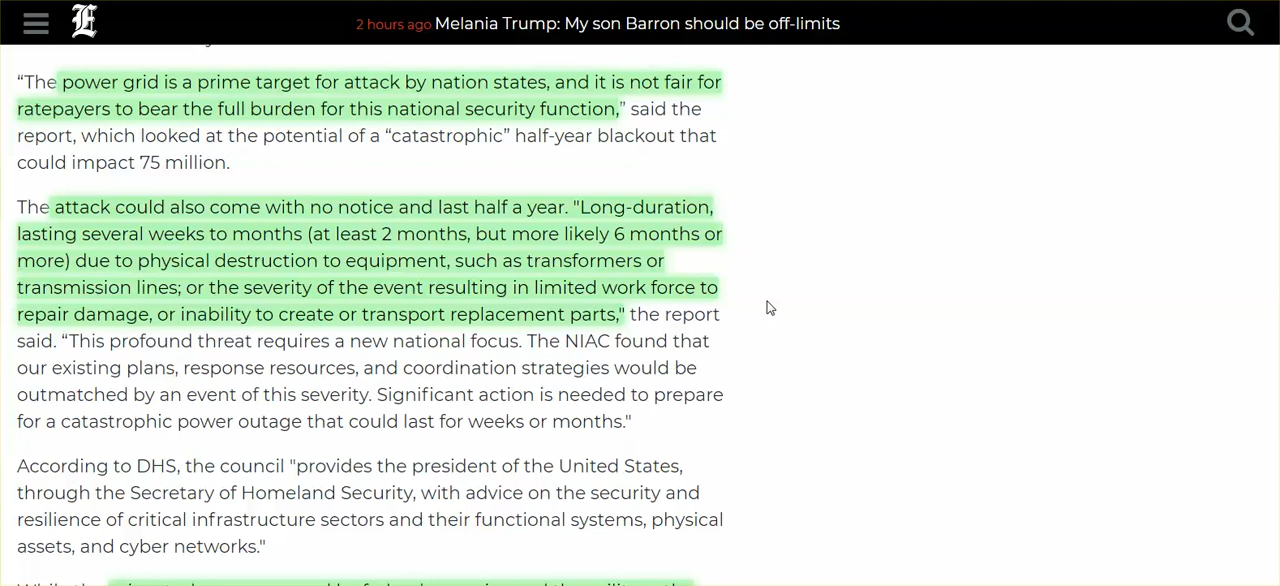 E
2 hours ago Melania Trump: My son Barron should be off-limits
“The power grid is a prime target for attack by nation states, and it is not fair for
ratepayers to bear the full burden for this national security function,” said the
report, which looked at the potential of a “catastrophic” half-year blackout that
could impact 75 million.
The attack could also come with no notice and last half a year. "Long-duration,
lasting several weeks to months (at least 2 months, but more likely 6 months or
more) due to physical destruction to equipment, such as transformers or
transmission lines; or the severity of the event resulting in limited work force to
repair damage, or inability to create or transport replacement parts," the report
said. “This profound threat requires a new national focus. The NIAC found that
our existing plans, response resources, and coordination strategies would be
outmatched by an event of this severity. Significant action is needed to prepare
for a catastrophic power outage that could last for weeks or months."
According to DHS, the council "provides the president of the United States,
through the Secretary of Homeland Security, with advice on the security and
resilience of critical infrastructure sectors and their functional systems, physical
assets, and cyber networks."